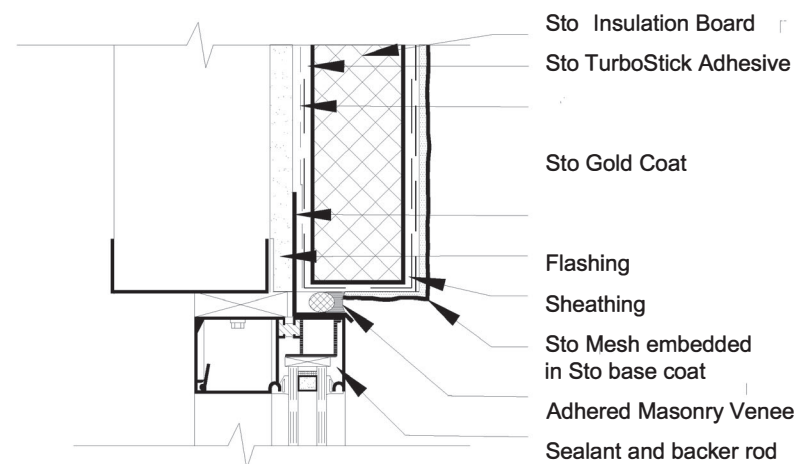 Sto Insulation Board
Sto TurboStick Adhesive
Sto Gold Coat
Flashing
Sheathing
Sto Mesh embedded
in Sto base coat
Adhered Masonry Venee
Sealant and backer rod